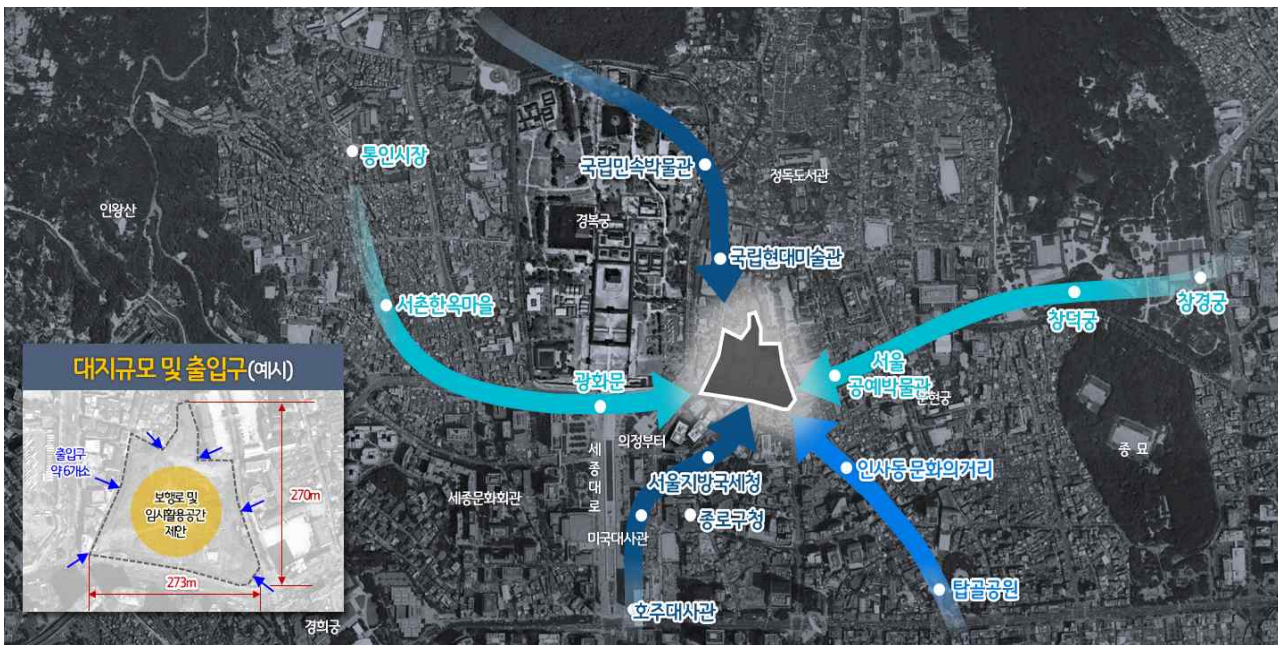 통인시장
국립민속박물관
정독도서관
인왕산
경복궁
국립현대미술관
창경궁
창덕궁
서촌한옥마을
서울
공예박물관
운현궁
광화문
의정부터
세종대로
종묘
인사동 문화의거리
서울지방국세청
세종문화회관
종로구청
미국대사관
탑골공원
호주대사관
경희궁
대지규모 및 출입구(예시)
출입구
약 6개소
보행로 및
임시활용공간
제안
270m
273m